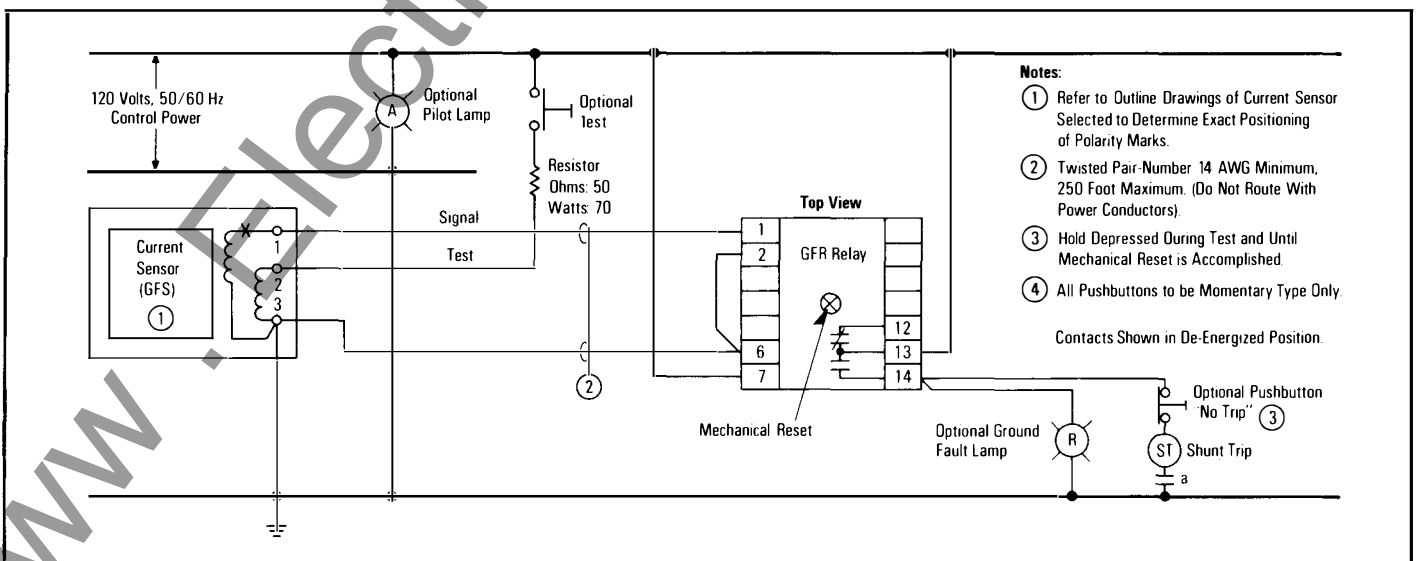 120 Volts, 50/60 Hz
Control Power
A
Optional
Pilot Lamp
Optional
Test
Resistor
Ohms: 50
Watts: 70
Current
Sensor
(GFS)
1
1
2
3
Signal
Test
2
Top View
1
2
6
7
GFR Relay
12
13
14
Mechanical Reset
Optional Ground
Fault Lamp
R
Optional Pushbutton
"No Trip" 3
ST Shunt Trip
a
Notes:
1 Refer to Outline Drawings of Current Sensor
Selected to Determine Exact Positioning
of Polarity Marks.
2 Twisted Pair-Number 14 AWG Minimum,
250 Foot Maximum. (Do Not Route With
Power Conductors).
3 Hold Depressed During Test and Until
Mechanical Reset is Accomplished.
4 All Pushbuttons to be Momentary Type Only.
Contacts Shown in De-Energized Position.
www . Electi